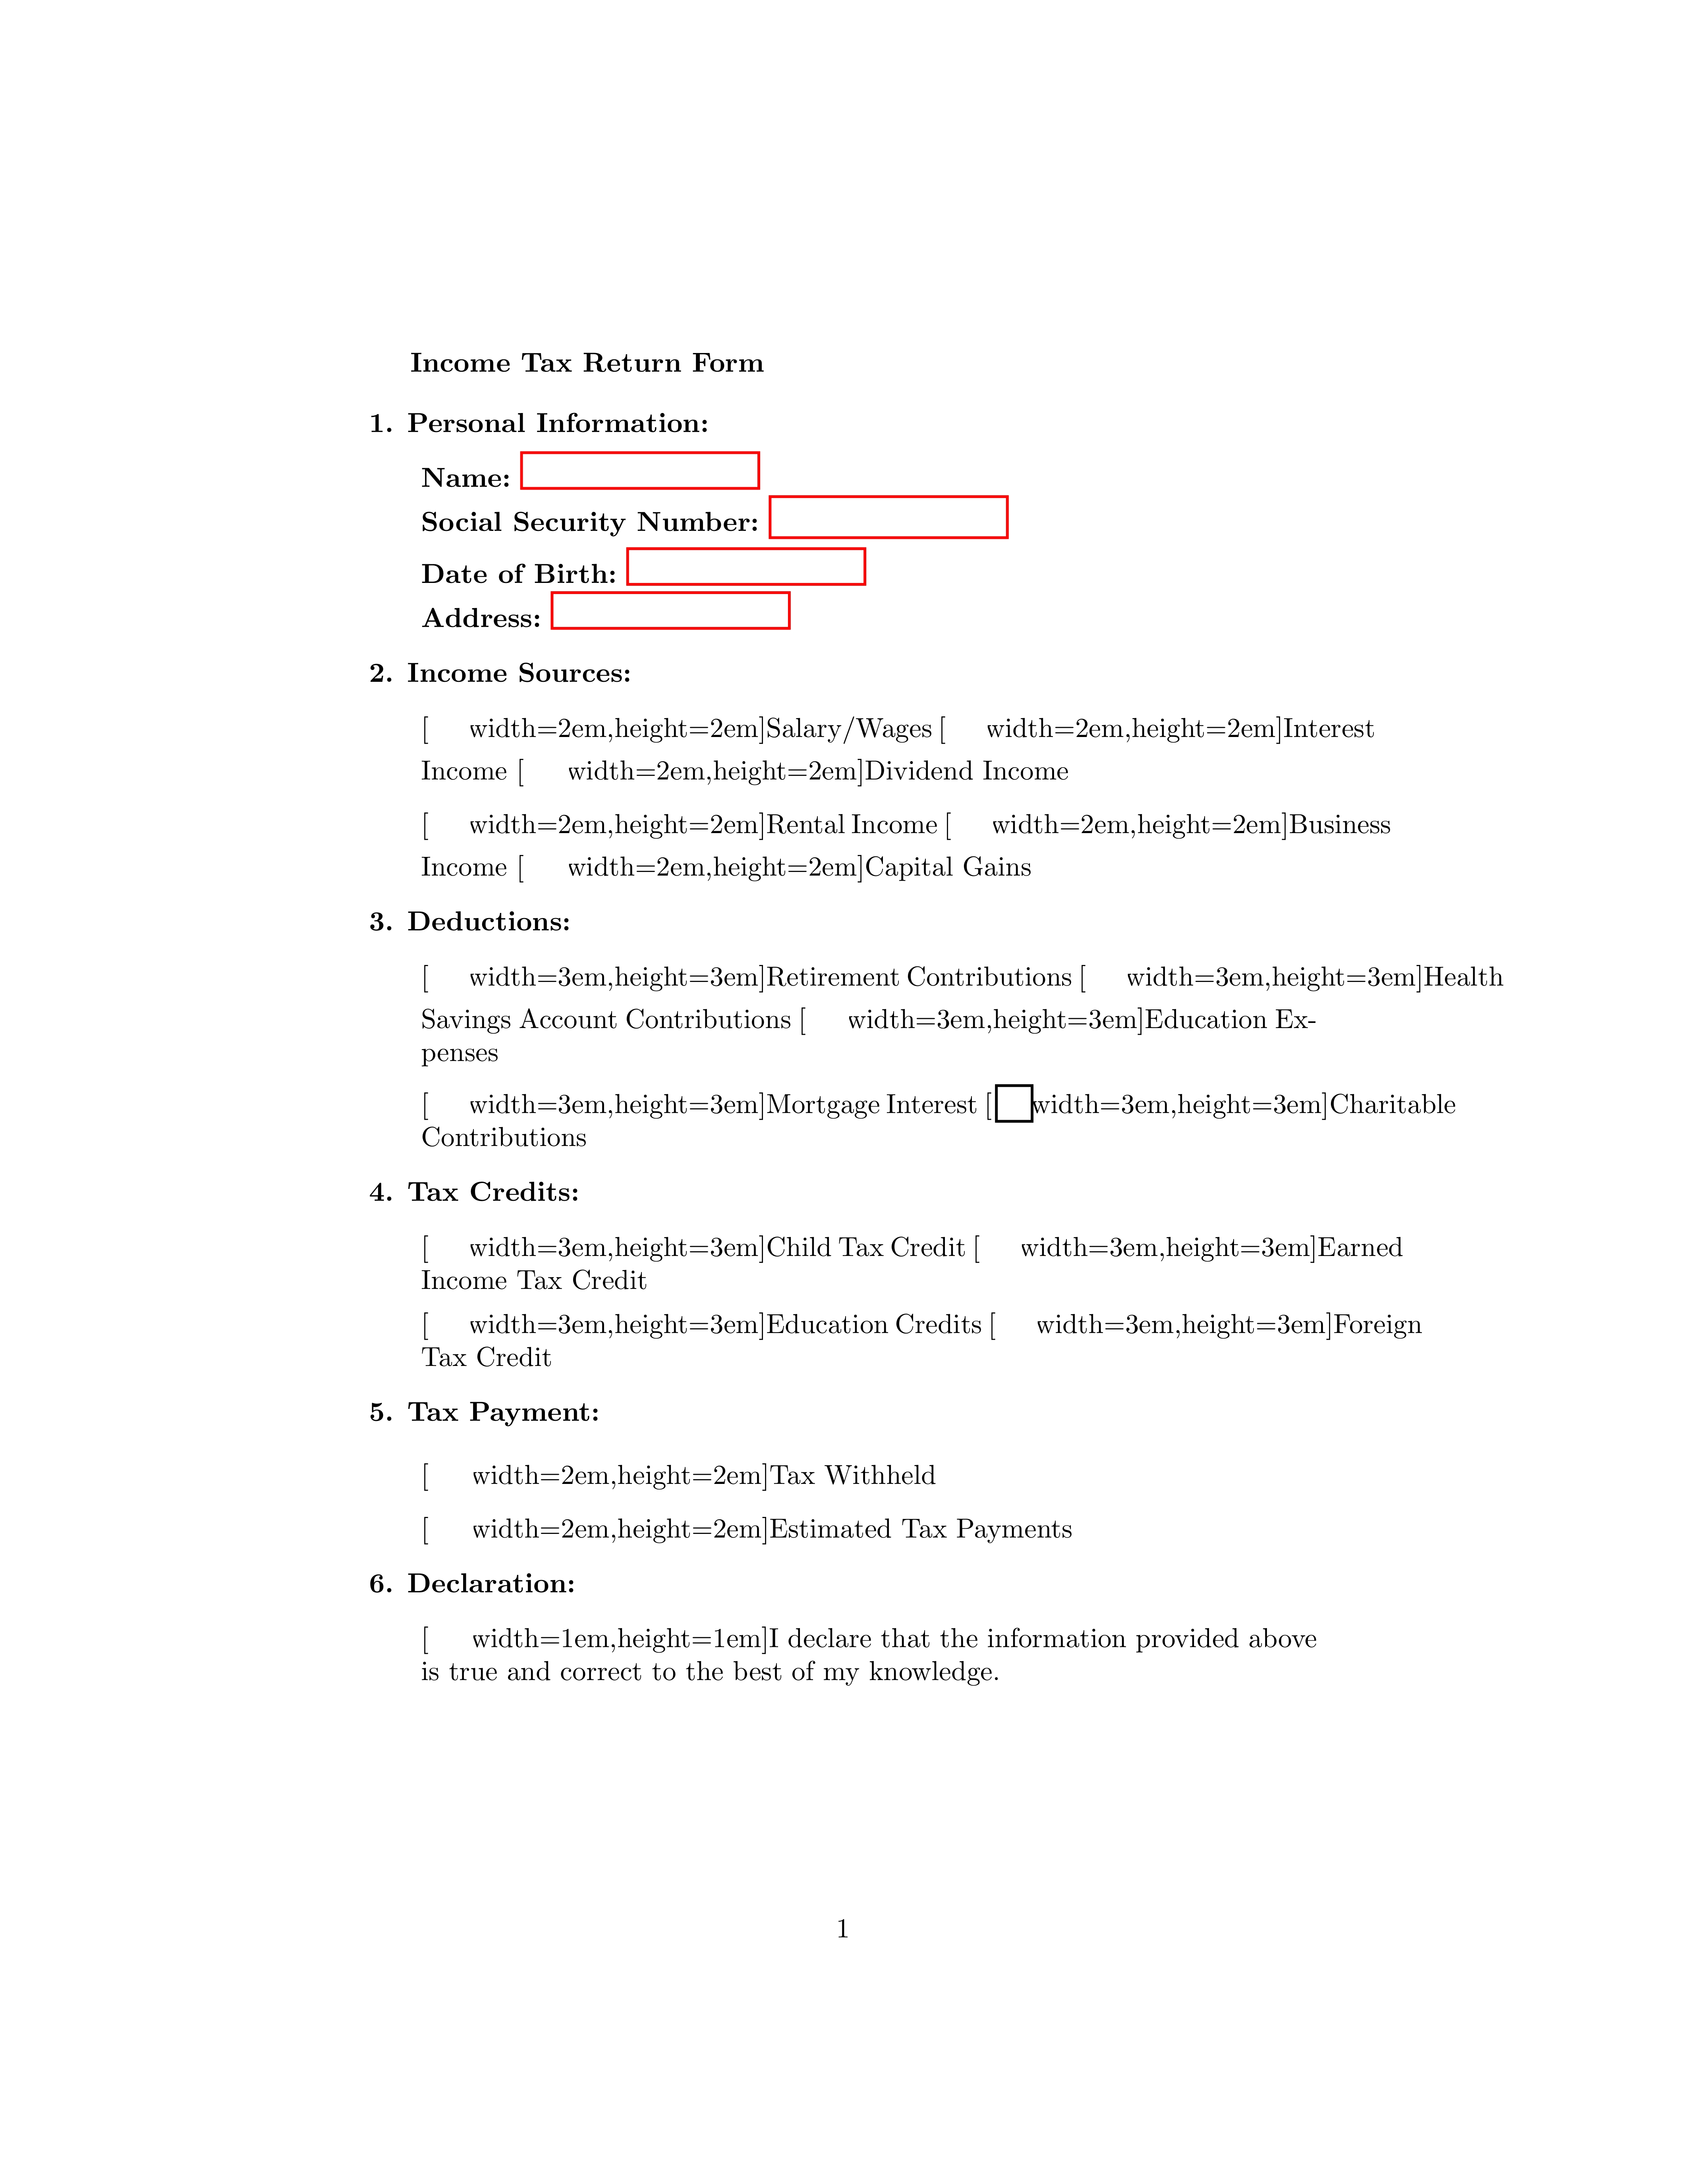 Income Tax Return Form
1. Personal Information:
Name:
Social Security Number:
Date of Birth:
Address:
2. Income Sources:
[ width=2em,height=2em]Salary/Wages [ width=2em,height=2em]Interest
Income [ width=2em,height=2em]Dividend Income
[ width=2em,height=2em]Rental Income [ width=2em,height=2em]Business
Income [ width=2em,height=2em]Capital Gains
3. Deductions:
[ width=3em,height=3em]Retirement Contributions [ width=3em,height=3em]Health
Savings Account Contributions [ width=3em,height=3em]Education Ex-
penses
[ width=3em,height=3em]Mortgage Interest [ width=3em,height=3em]Charitable
Contributions
4. Tax Credits:
[ width=3em,height=3em]Child Tax Credit [ width=3em,height=3em]Earned
Income Tax Credit
[ width=3em,height=3em]Education Credits [ width=3em,height=3em]Foreign
Tax Credit
5. Tax Payment:
[ width=2em,height=2em]Tax Withheld
[ width=2em,height=2em]Estimated Tax Payments
6. Declaration:
[ width=1em,height=1em]I declare that the information provided above
is true and correct to the best of my knowledge.
1